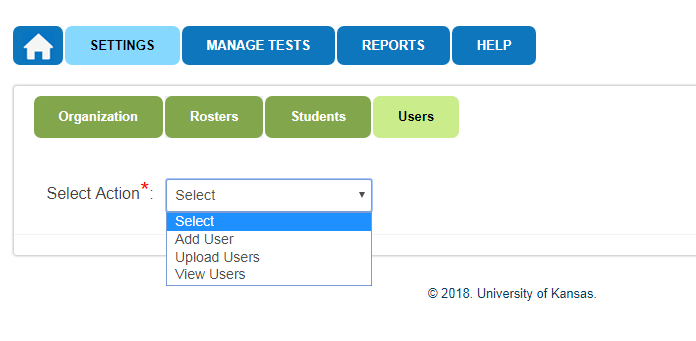 SETTINGS MANAGE TESTS REPORTS HELP
Organization Rosters Students Users
Select Action*: Select
Select
Add User
Upload Users
View Users
© 2018. University of Kansas.